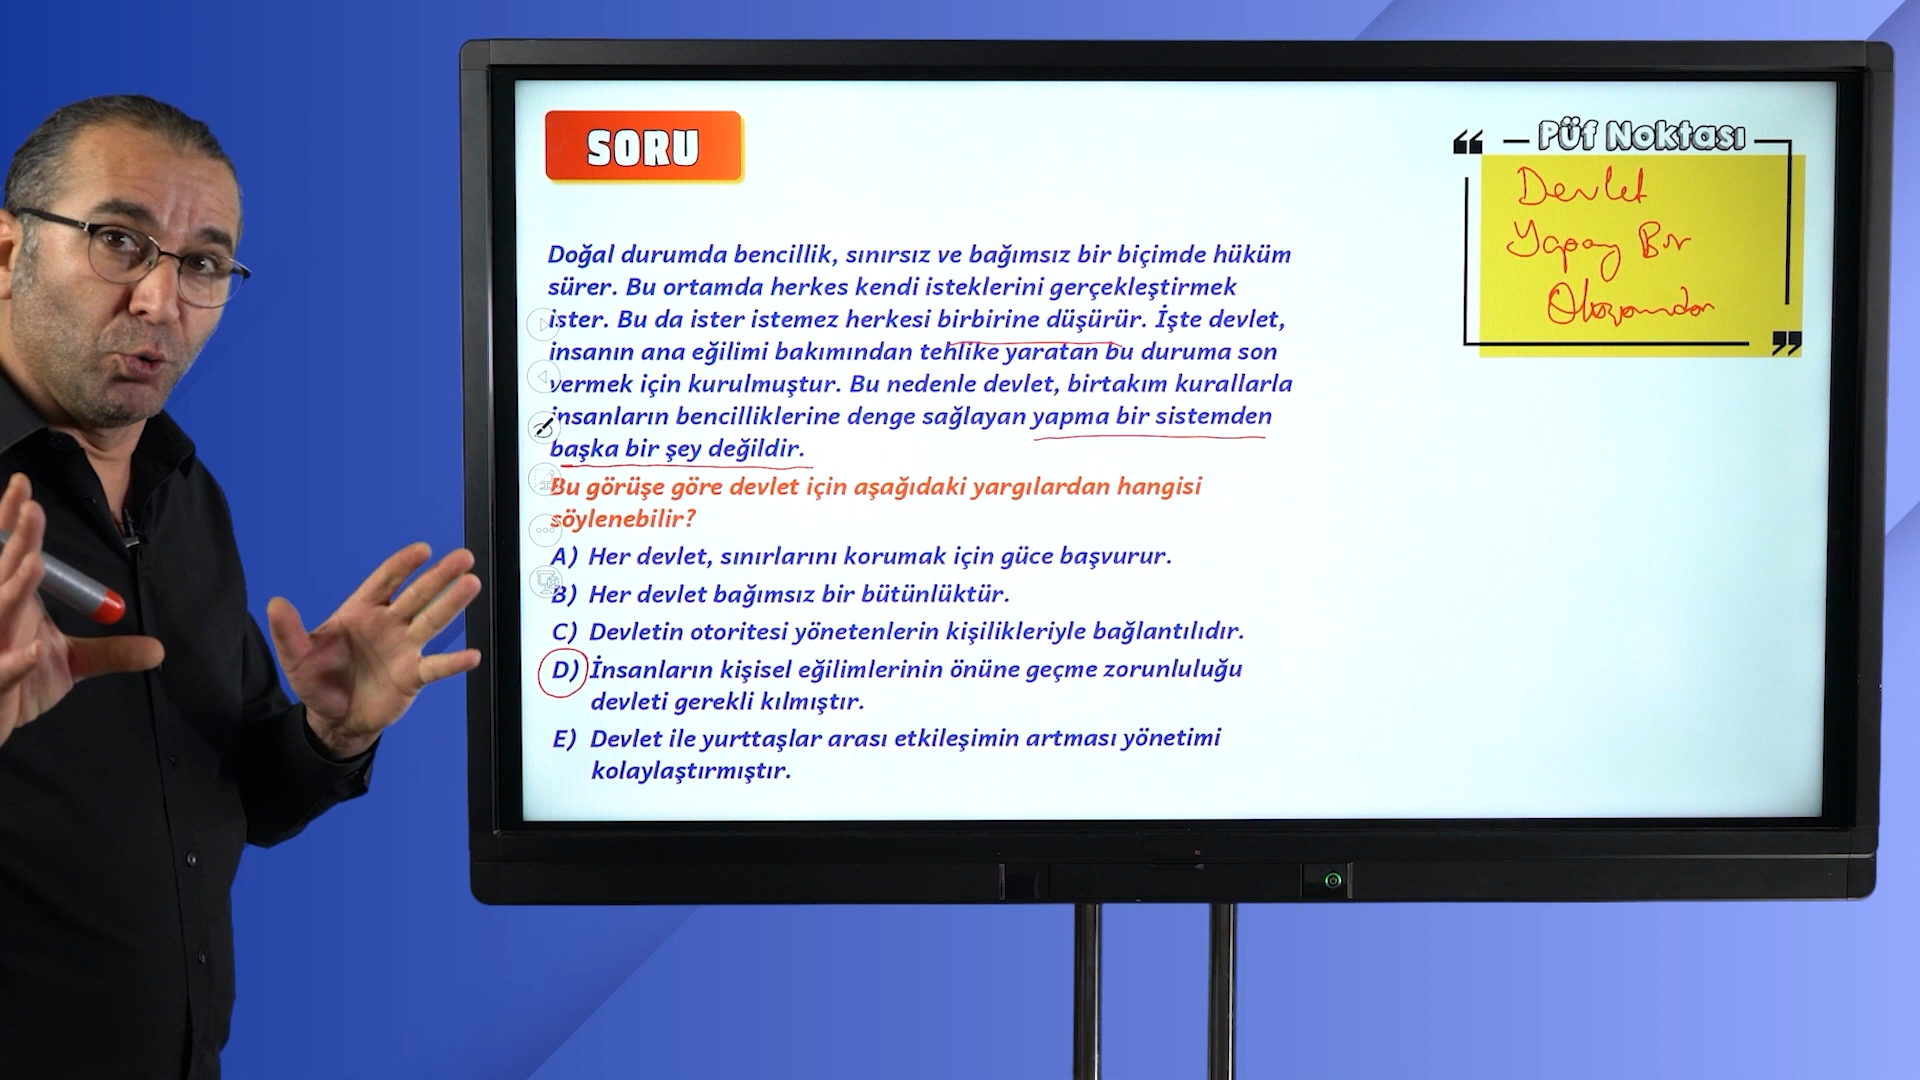 SORU
Doğal durumda bencillik, sınırsız ve bağımsız bir biçimde hüküm
sürer. Bu ortamda herkes kendi isteklerini gerçekleştirmek
ister. Bu da ister istemez herkesi birbirine düşürür. İşte devlet,
insanın ana eğilimi bakımından tehlike yaratan bu duruma son
vermek için kurulmuştur. Bu nedenle devlet, birtakım kurallarla
insanların bencilliklerine denge sağlayan yapma bir sistemden
başka bir şey değildir.
Bu görüşe göre devlet için aşağıdaki yargılardan hangisi
söylenebilir?
A) Her devlet, sınırlarını korumak için güce başvurur.
B) Her devlet bağımsız bir bütünlüktür.
C) Devletin otoritesi yönetenlerin kişilikleriyle bağlantılıdır.
D) İnsanların kişisel eğilimlerinin önüne geçme zorunluluğu
devleti gerekli kılmıştır.
E) Devlet ile yurttaşlar arası etkileşimin artması yönetimi
kolaylaştırmıştır.
“ Püf Noktası
Devlet
Yapay Bir
”